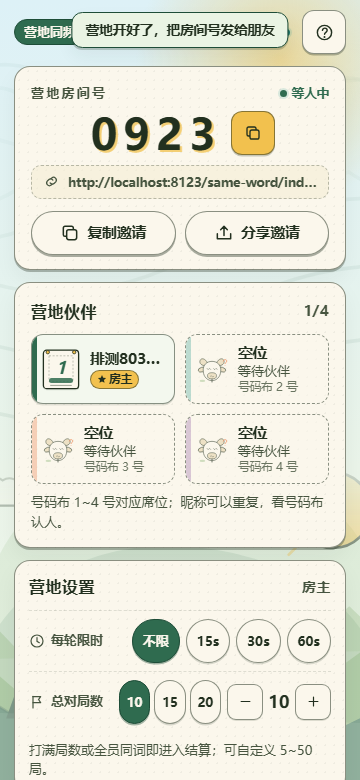 营地同频
营地开好了，把房间号发给朋友
营地房间号
等人中
0923
http://localhost:8123/same-word/ind...
复制邀请
分享邀请
营地伙伴
1/4
1
排测803...
房主
空位
等待伙伴
号码布 2 号
空位
等待伙伴
号码布 3 号
空位
等待伙伴
号码布 4 号
号码布 1~4 号对应席位；昵称可以重复，看号码布
认人。
营地设置
房主
每轮限时
不限
15s
30s
60s
总对局数
10
15
20
−
10
+
打满局数或全员同词即进入结算；可自定义 5~50
局。